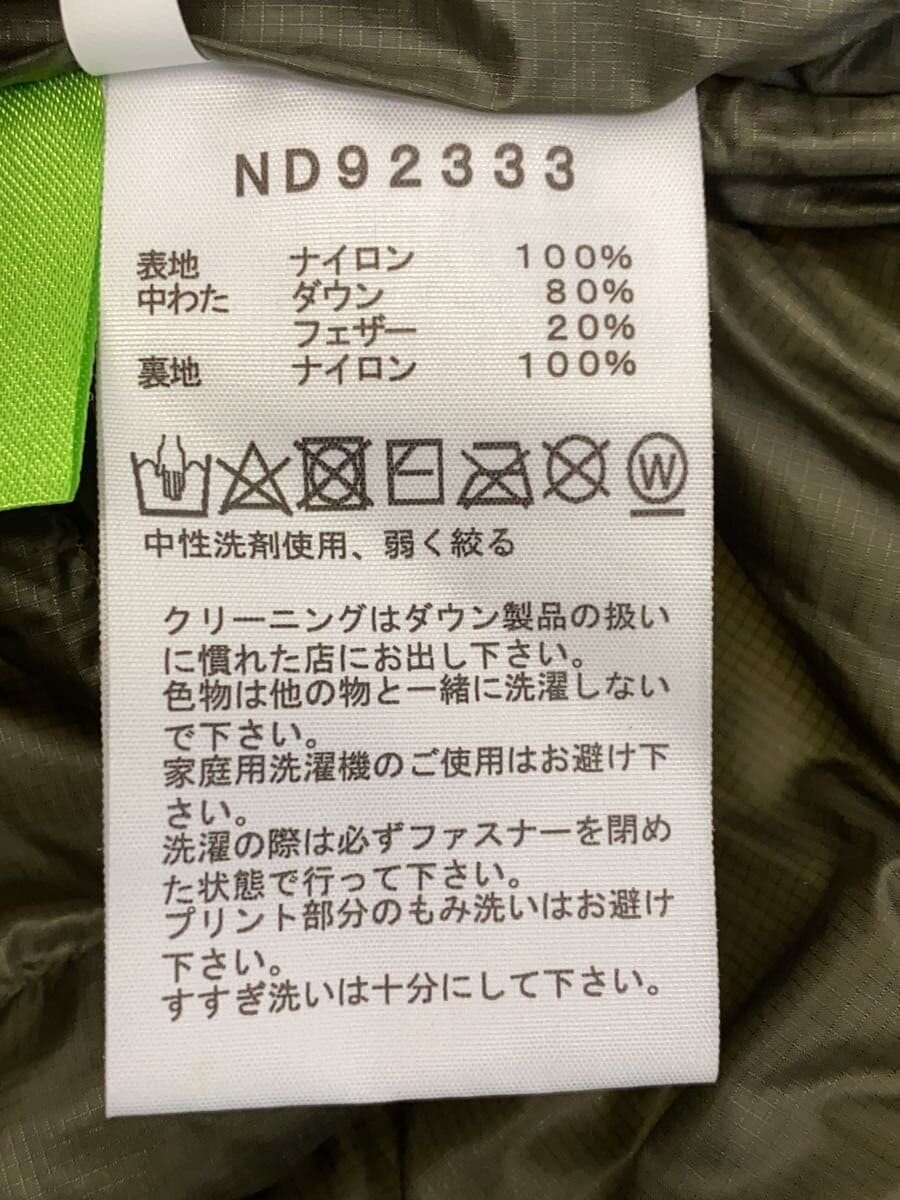 ND92333
表地 ナイロン 100%
中わた ダウン 80%
フェザー 20%
裏地 ナイロン 100%
W
中性洗剤使用、弱く絞る
クリーニングはダウン製品の扱い
に慣れた店にお出し下さい。
色物は他の物と一緒に洗濯しない
で下さい。
家庭用洗濯機のご使用はお避け下
さい。
洗濯の際は必ずファスナーを閉め
た状態で行って下さい。
プリント部分のもみ洗いはお避け
下さい。
すすぎ洗いは十分にして下さい。